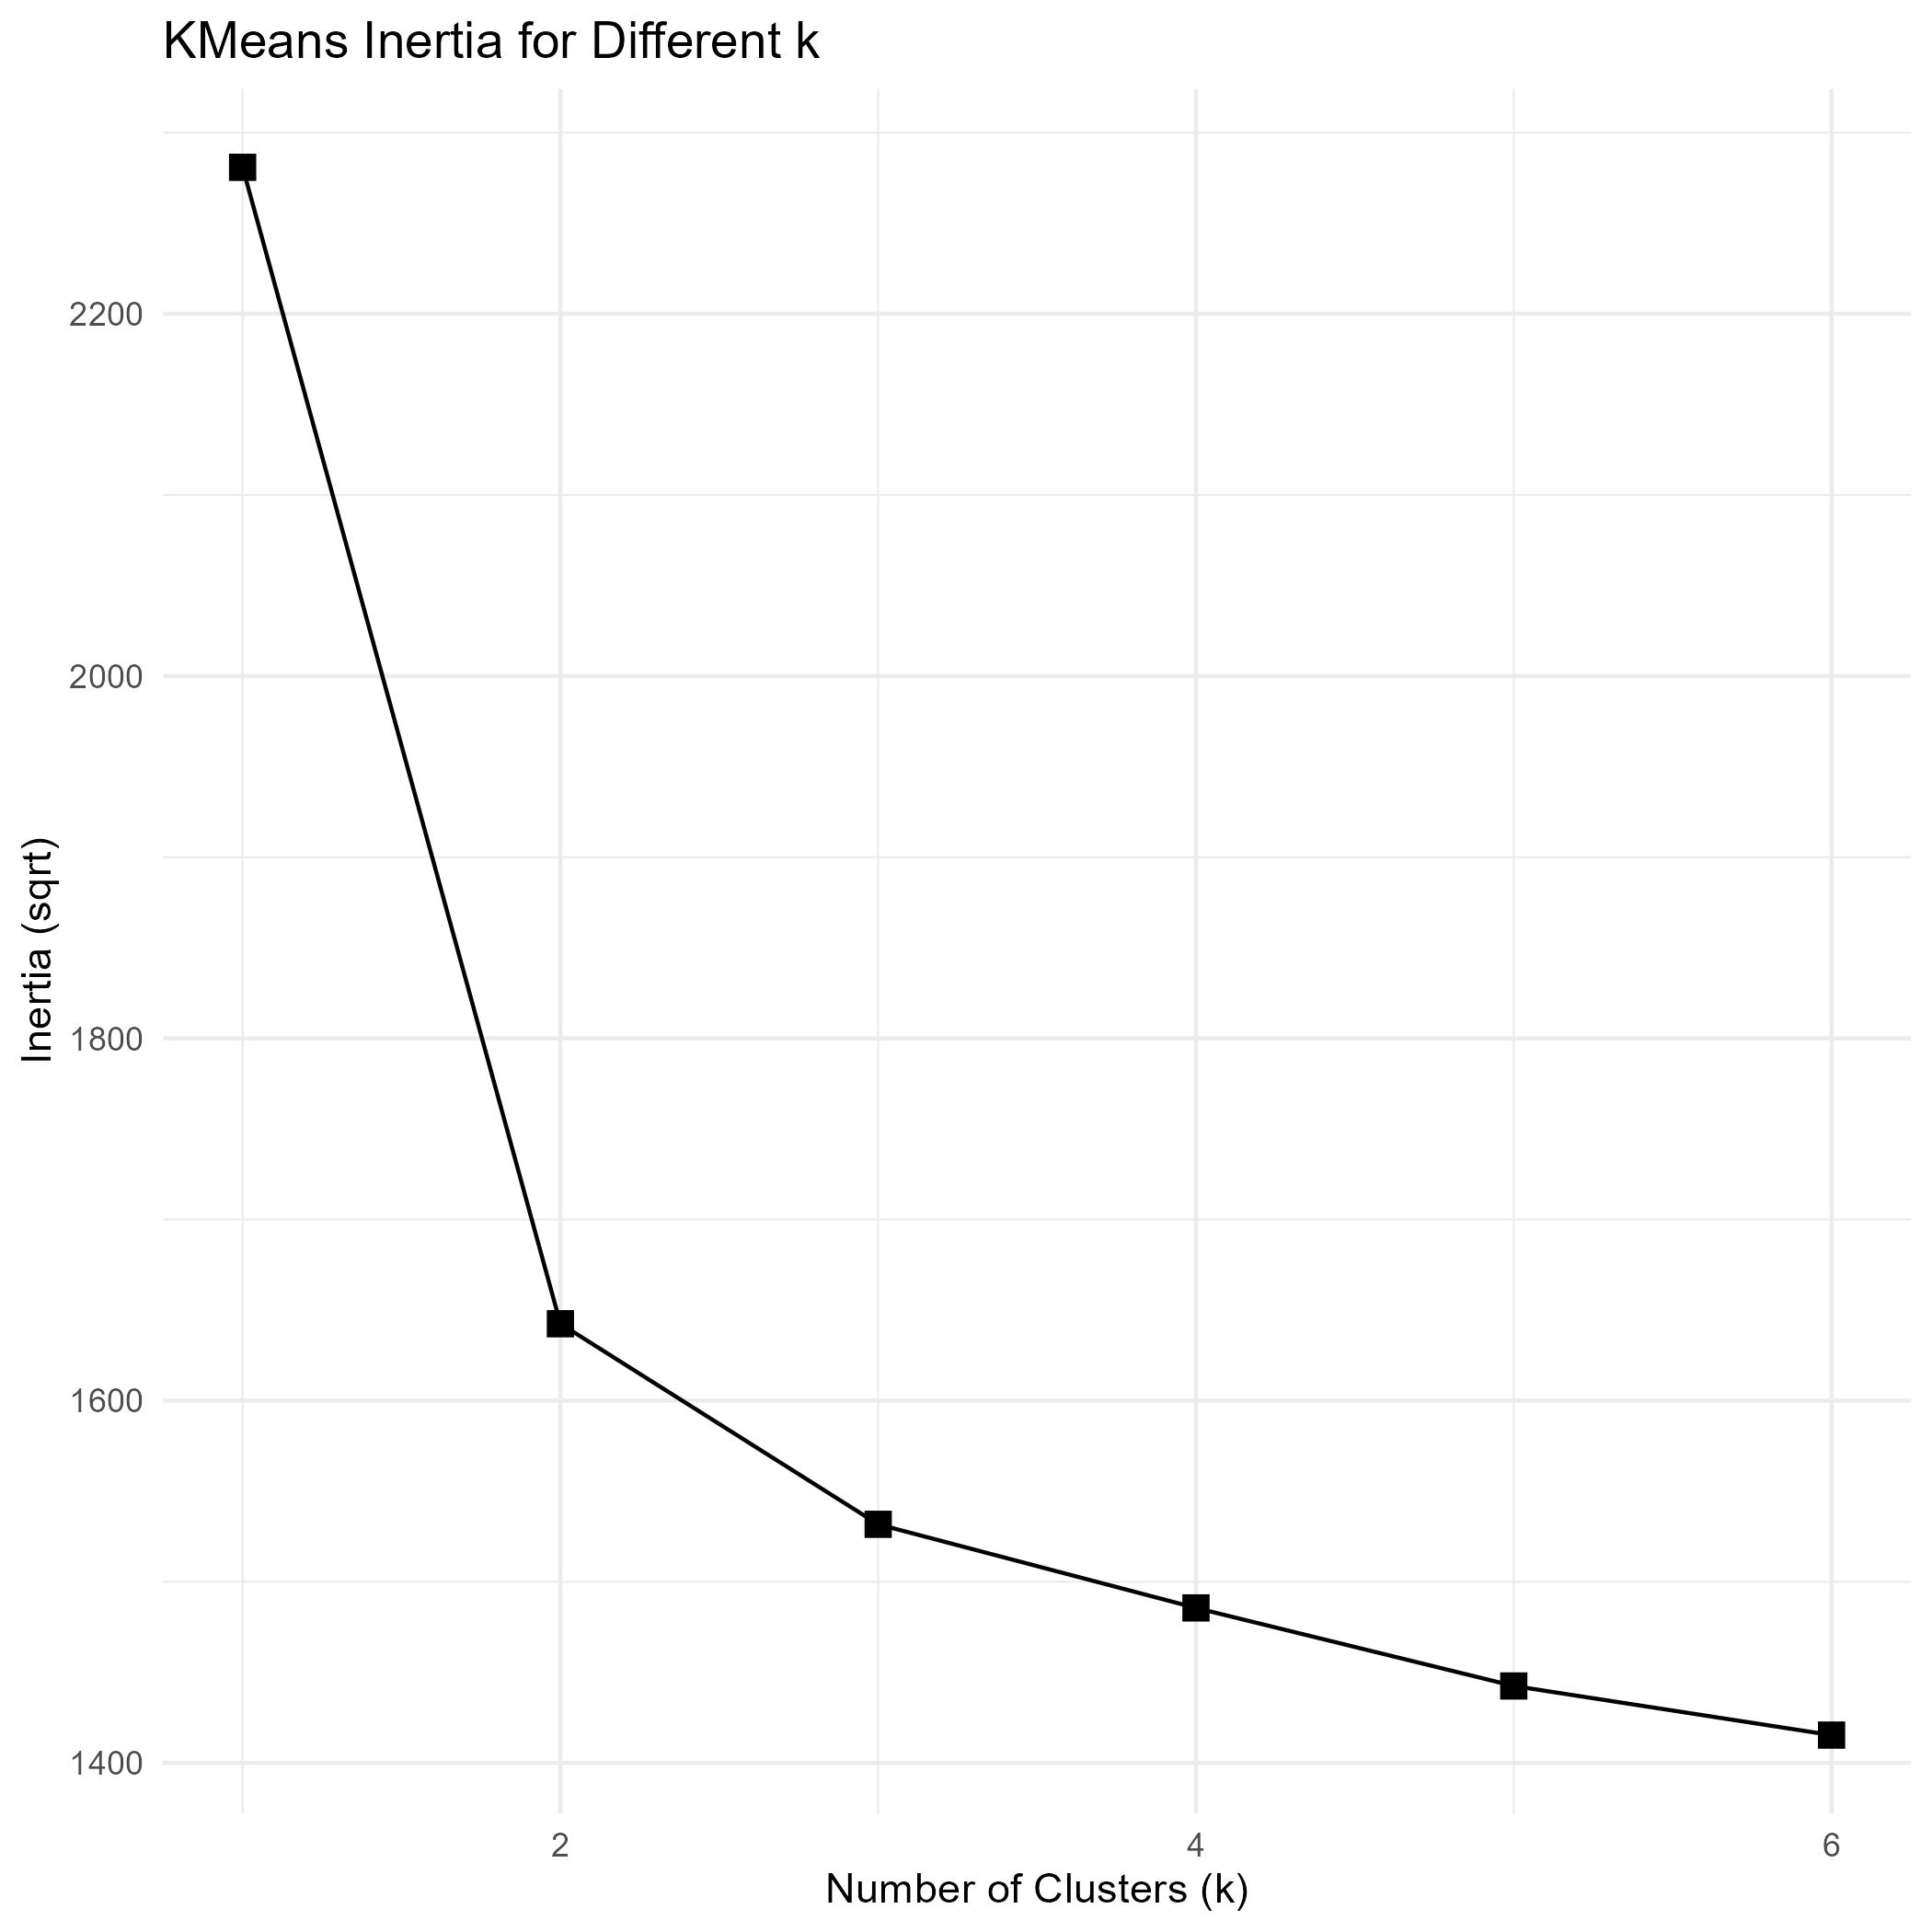 KMeans Inertia for Different k
Inertia (sqrt)
2200
2000
1800
1600
1400
2 4 6
Number of Clusters (k)